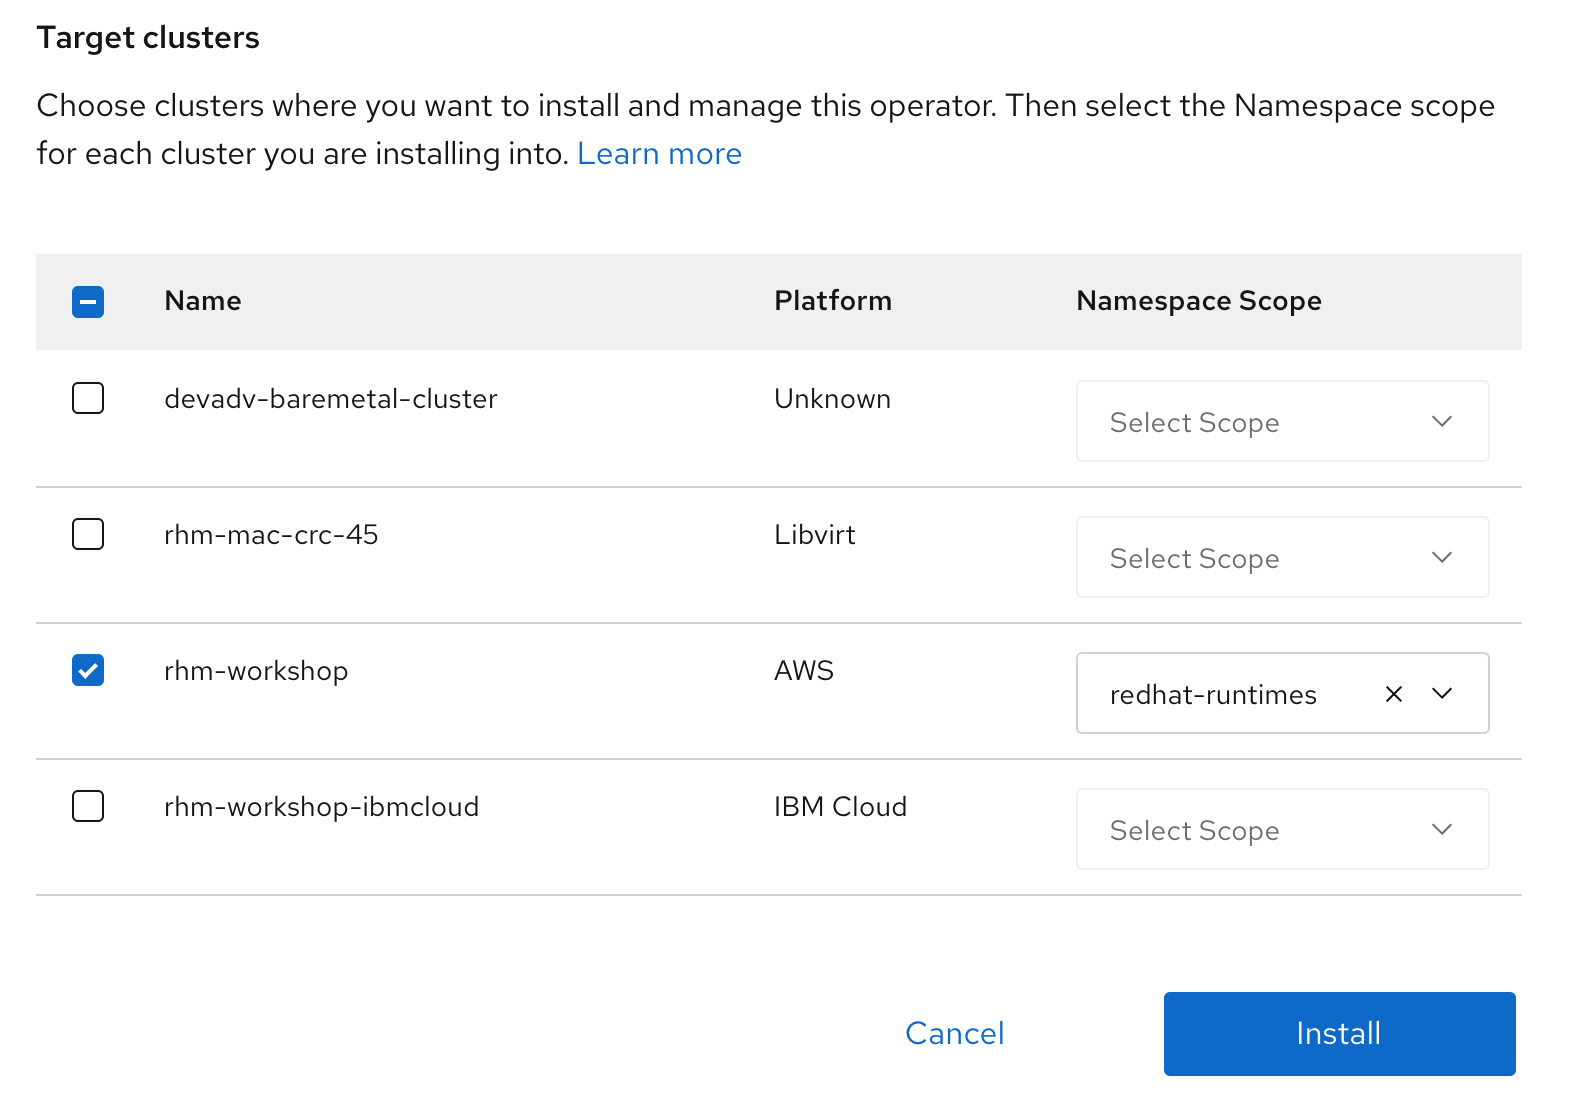 Target clusters
Choose clusters where you want to install and manage this operator. Then select the Namespace scope
for each cluster you are installing into. Learn more
Name Platform Namespace Scope
devadv-baremetal-cluster Unknown Select Scope
rhm-mac-crc-45 Libvirt Select Scope
rhm-workshop AWS redhat-runtimes
rhm-workshop-ibmcloud IBM Cloud Select Scope
Cancel Install